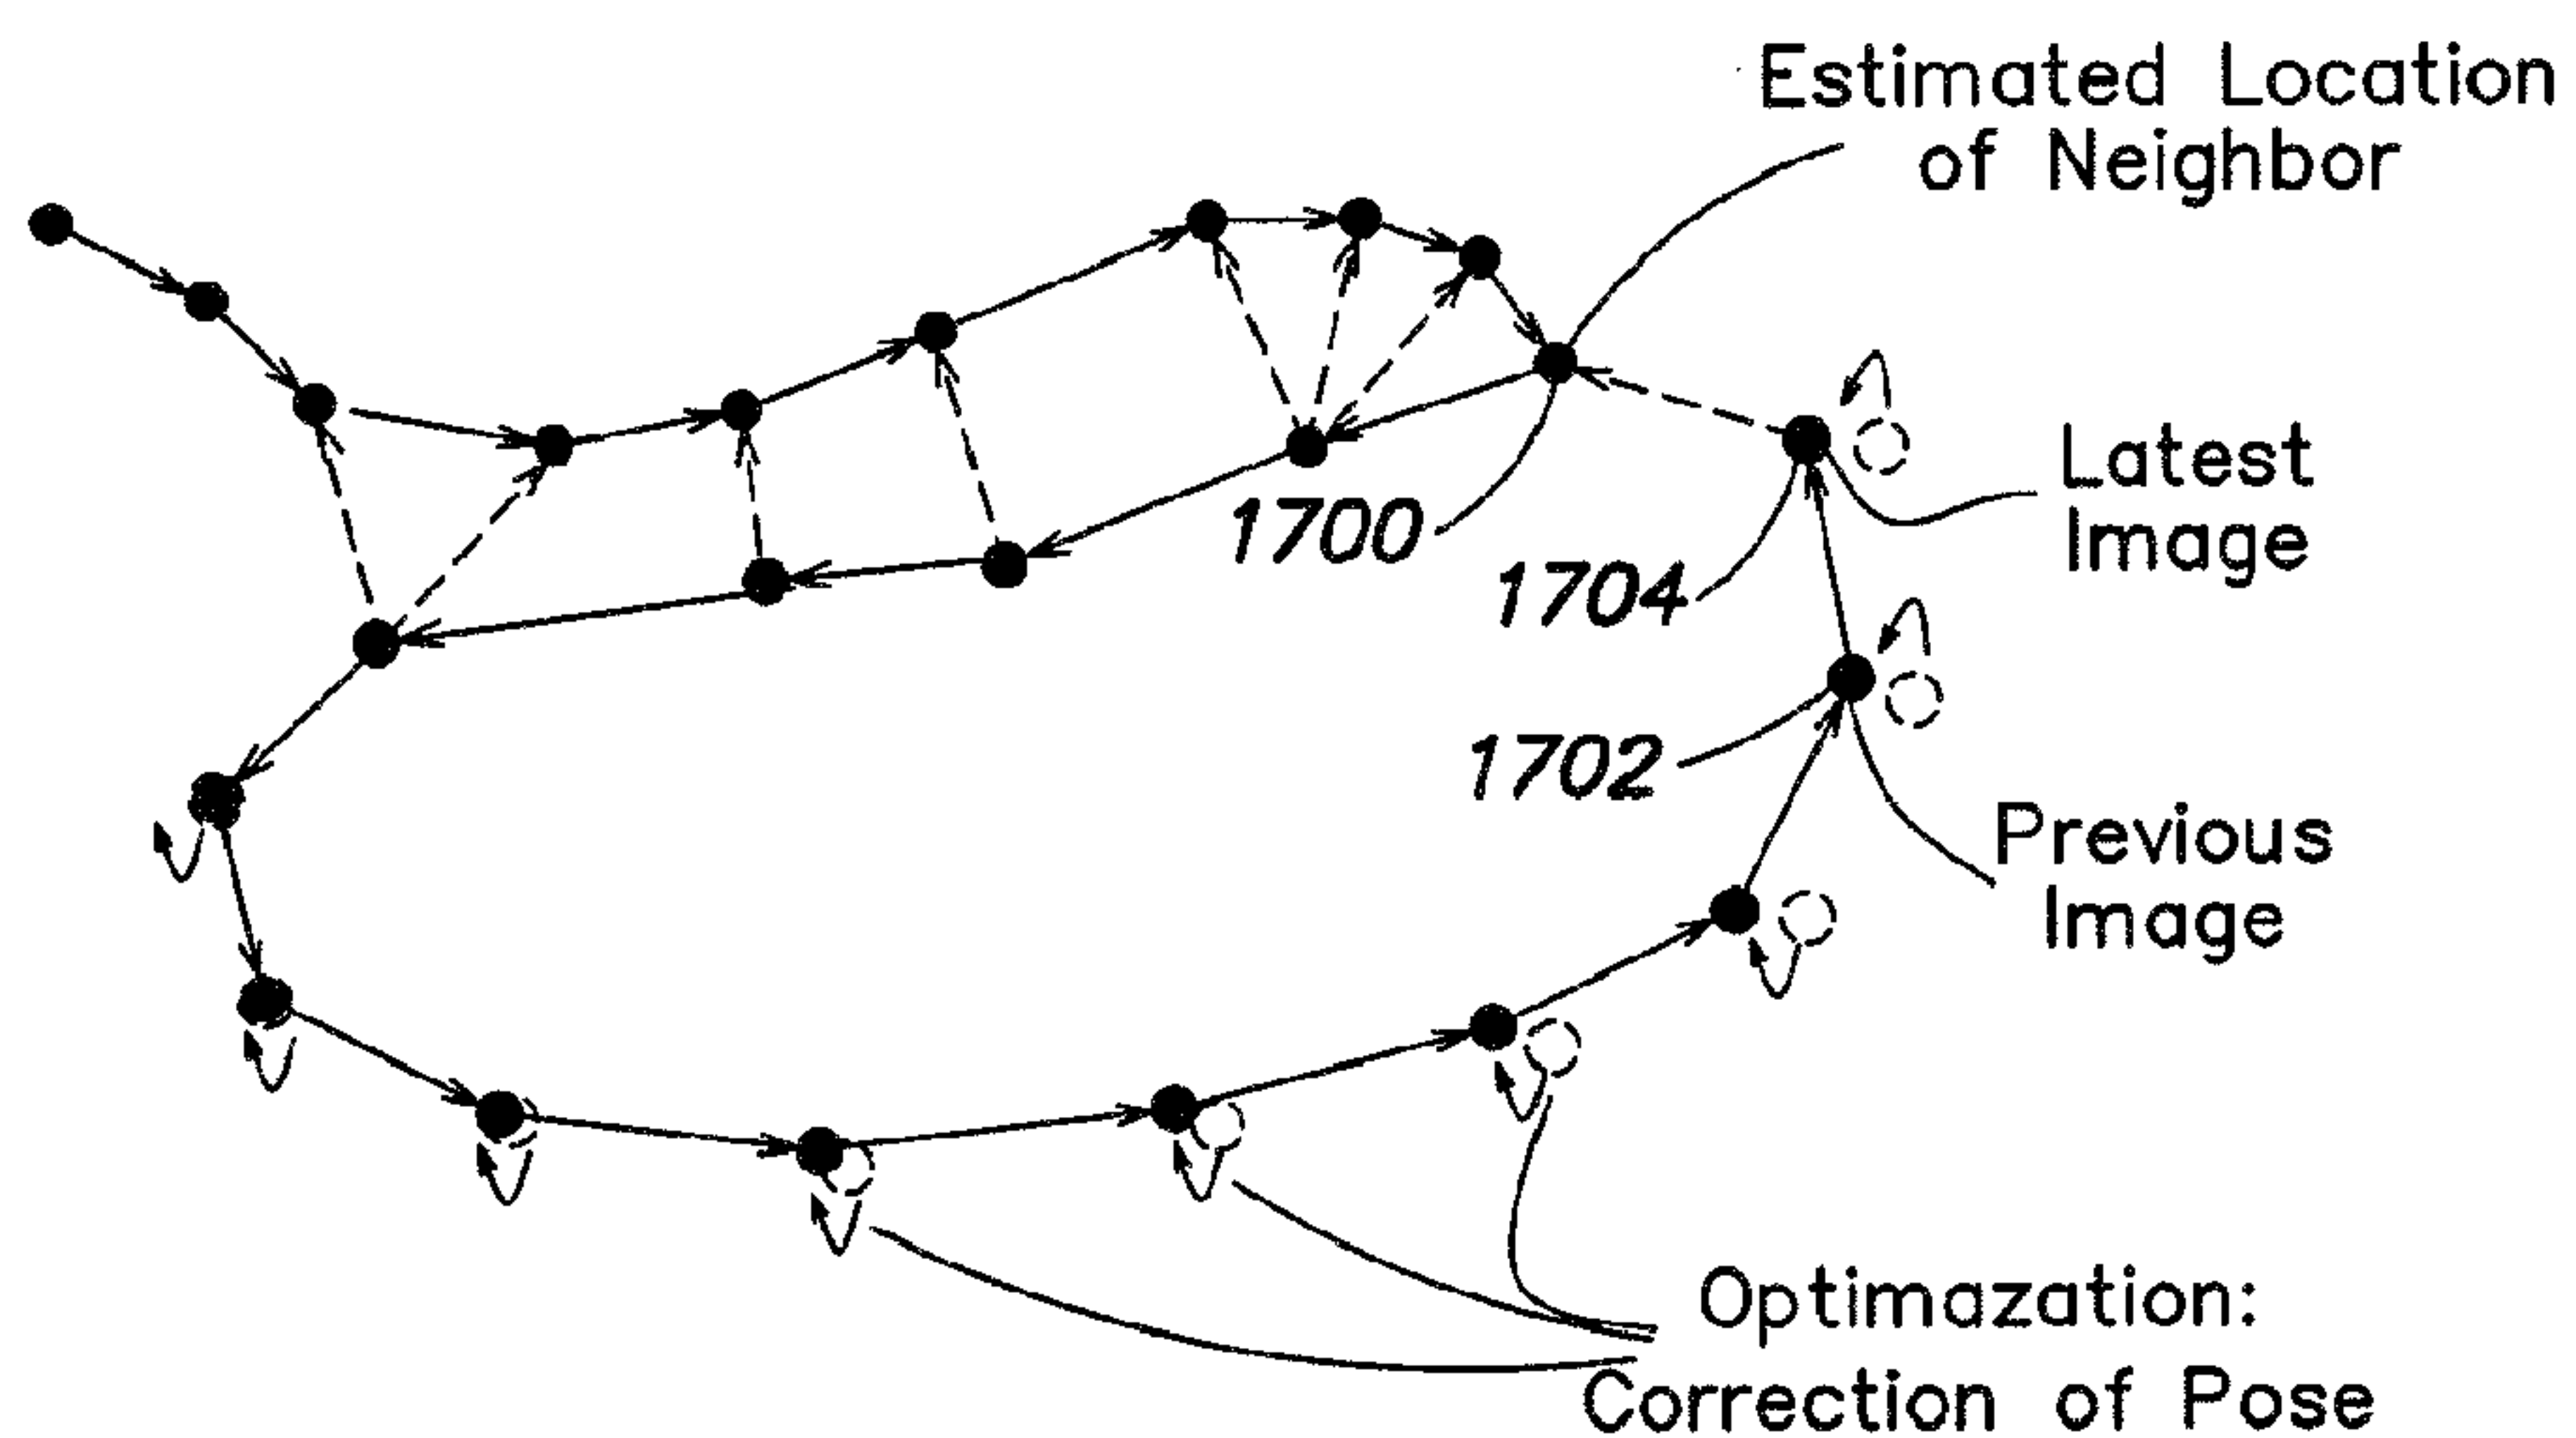 Estimated Location
of Neighbor
Latest
Image
1700
1704
1702
Previous
Image
Optimazation:
Correction of Pose